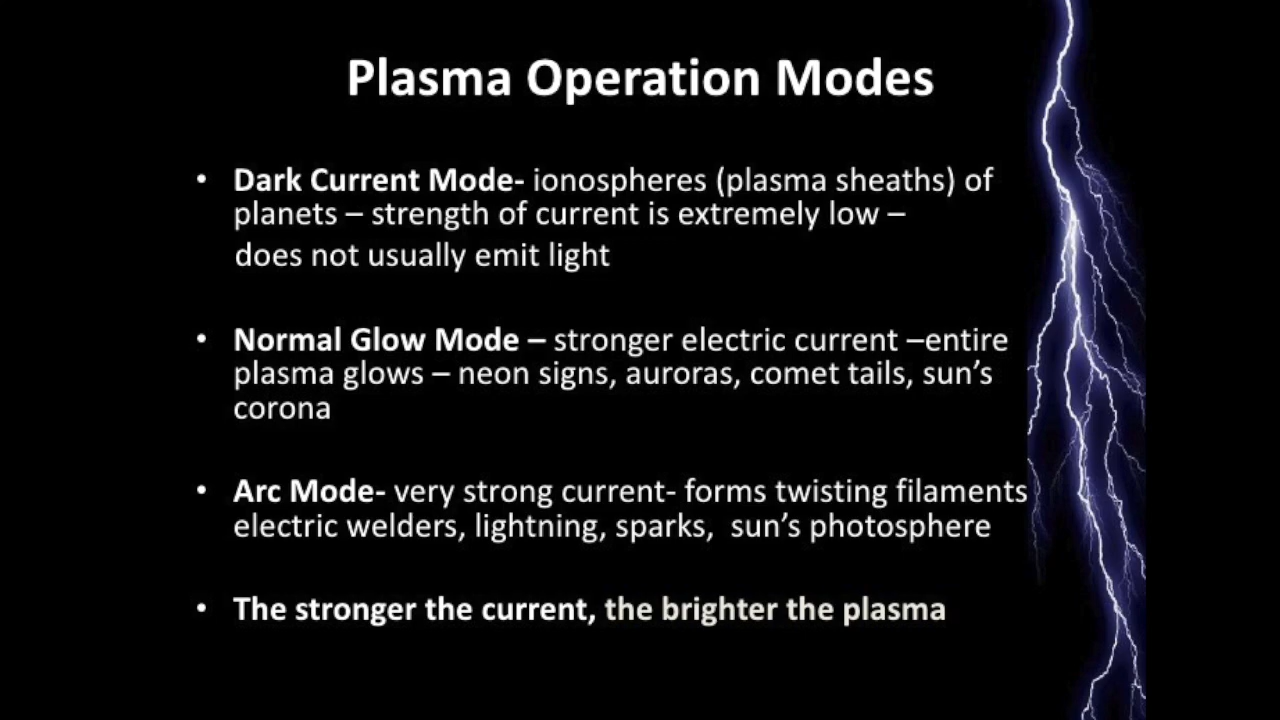 Plasma Operation Modes
• Dark Current Mode- ionospheres (plasma sheaths) of
planets – strength of current is extremely low –
does not usually emit light
• Normal Glow Mode – stronger electric current –entire
plasma glows – neon signs, auroras, comet tails, sun’s
corona
• Arc Mode- very strong current- forms twisting filaments
electric welders, lightning, sparks,  sun’s photosphere
• The stronger the current, the brighter the plasma